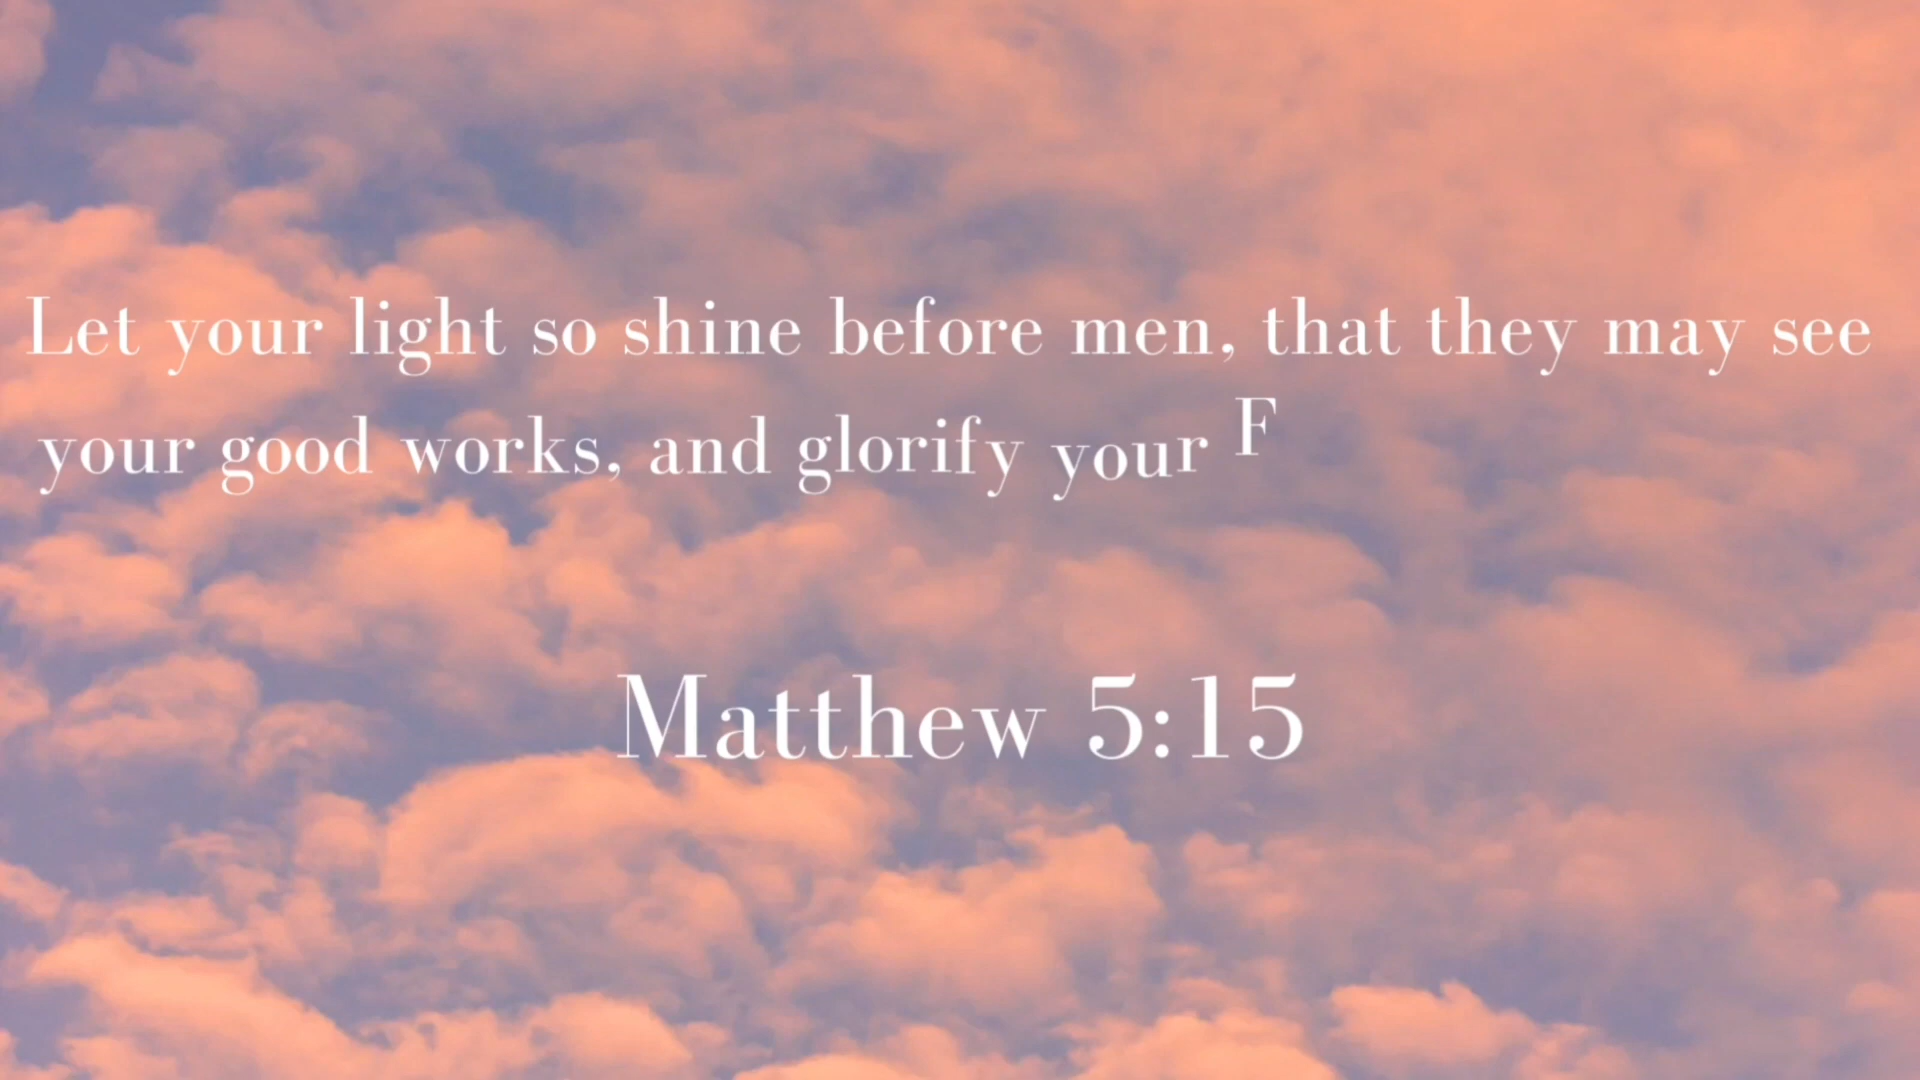 Let your light so shine before men, that they may see
your good works, and glorify your F
Matthew 5:15